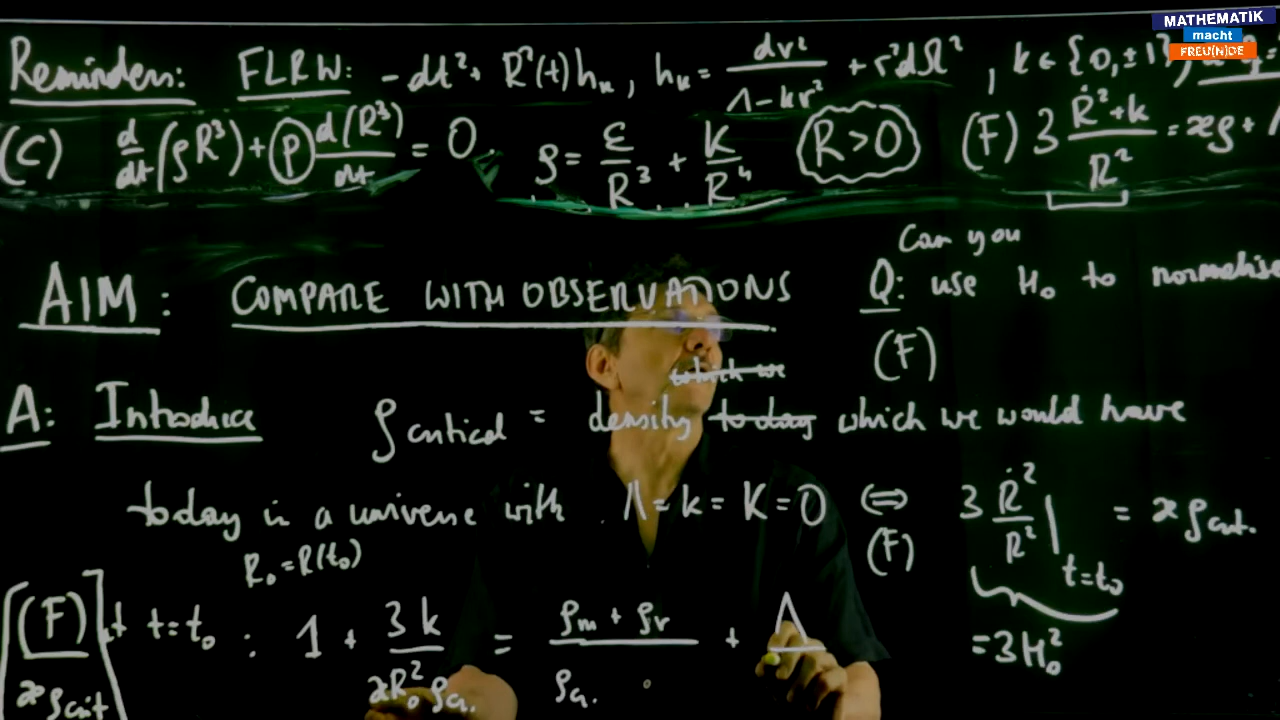 MATHEMATIK
macht
FREU(N)DE
Reminders: FLRW: -dt²+ R²(t)hₖ, hₖ = dr²/(1-kr²) + r²dΩ², k ∈ {0,±1},
(C) d/dt(ρR³)+ⓟ d(R³)/dt = 0. ρ = ε/R³ + K/R⁴ R>0 (F) 3 (Ṙ²+k)/R² = ϰρ +
AIM: COMPARE WITH OBSERVATIONS
Can you
Q: use H₀ to normalise
(F)
which we
A: Introduce ρcritical = density today which we would have
today in a universe with Λ=k=K=0 ⇔ (F) 3 Ṙ²/R² | t=t₀ = ϰρcrit.
R₀=R(t₀)
[(F)/ϰρcrit] at t=t₀ : 1 + 3k/(ϰR₀²ρcr.) = (ρm + ρr)/ρcr. + Λ
=3H₀²